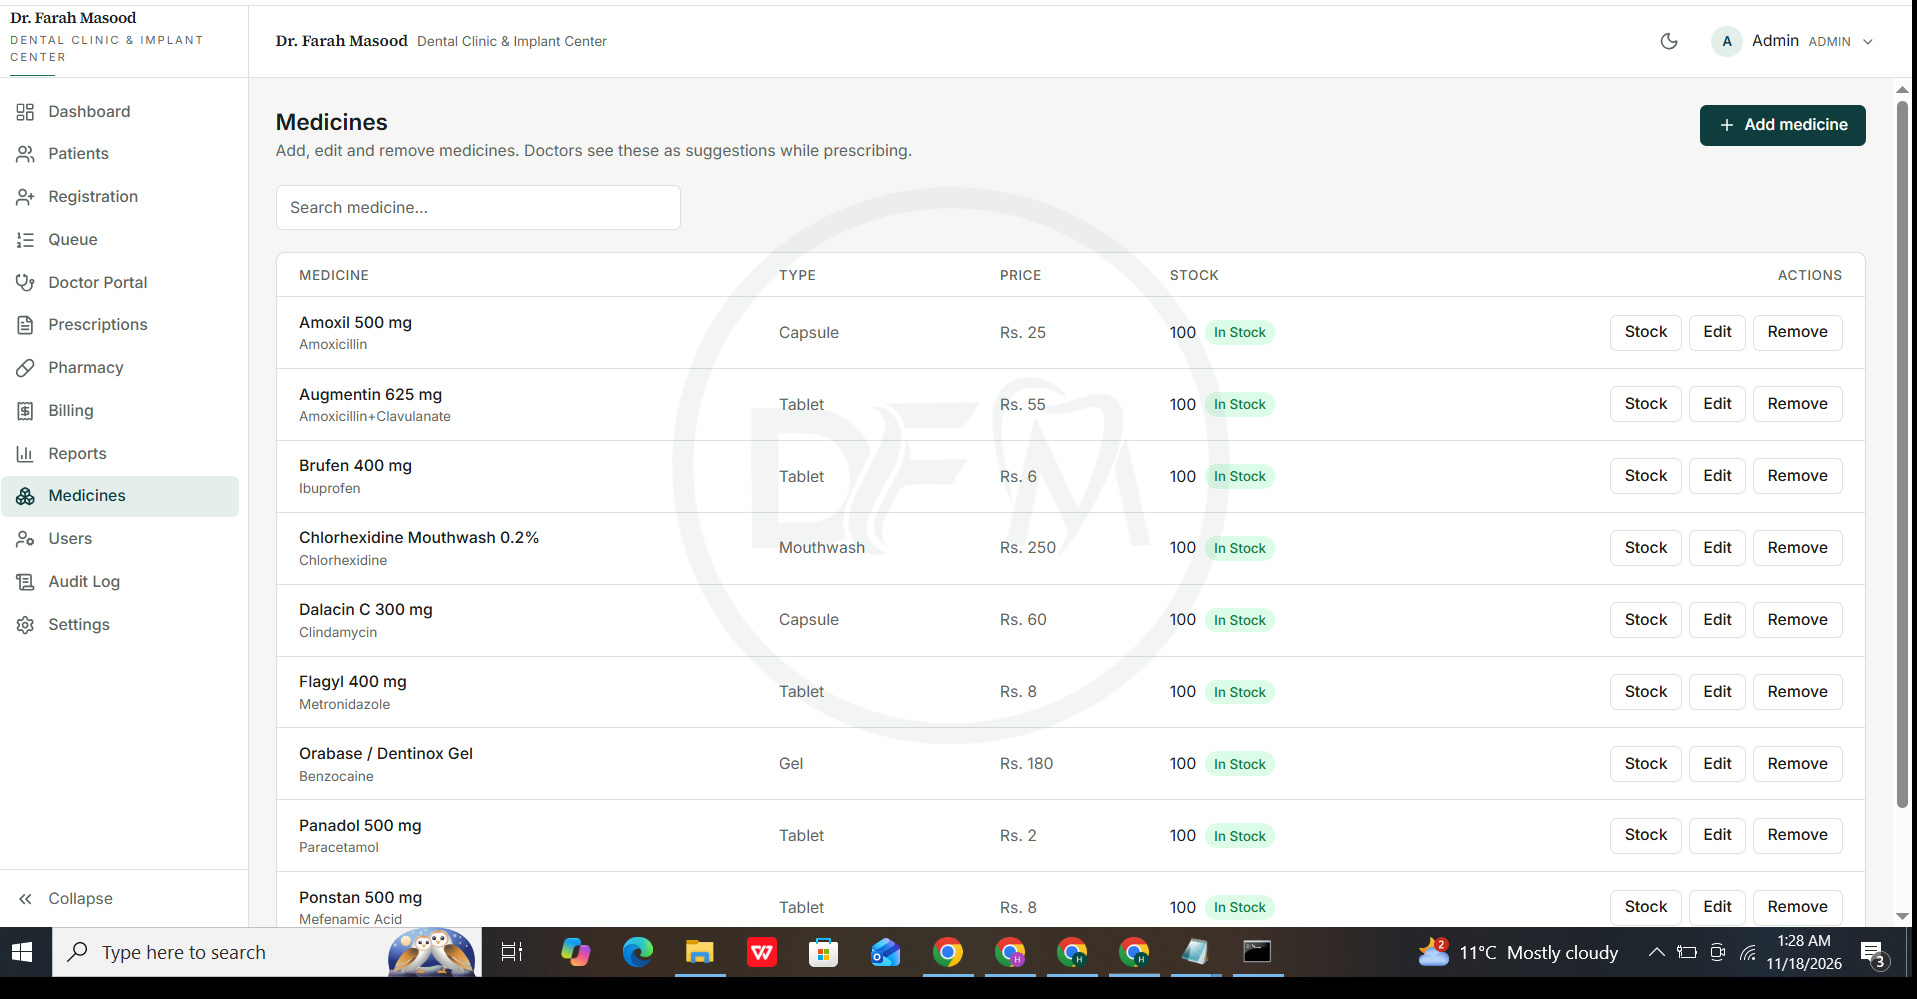 Dr. Farah Masood
DENTAL CLINIC & IMPLANT
CENTER
Dr. Farah Masood Dental Clinic & Implant Center
A Admin ADMIN
Dashboard
Patients
Registration
Queue
Doctor Portal
Prescriptions
Pharmacy
Billing
Reports
Medicines
Users
Audit Log
Settings
Collapse
Medicines
Add, edit and remove medicines. Doctors see these as suggestions while prescribing.
+ Add medicine
Search medicine...
MEDICINE TYPE PRICE STOCK ACTIONS
Amoxil 500 mg
Amoxicillin
Capsule Rs. 25 100 In Stock Stock Edit Remove
Augmentin 625 mg
Amoxicillin+Clavulanate
Tablet Rs. 55 100 In Stock Stock Edit Remove
Brufen 400 mg
Ibuprofen
Tablet Rs. 6 100 In Stock Stock Edit Remove
Chlorhexidine Mouthwash 0.2%
Chlorhexidine
Mouthwash Rs. 250 100 In Stock Stock Edit Remove
Dalacin C 300 mg
Clindamycin
Capsule Rs. 60 100 In Stock Stock Edit Remove
Flagyl 400 mg
Metronidazole
Tablet Rs. 8 100 In Stock Stock Edit Remove
Orabase / Dentinox Gel
Benzocaine
Gel Rs. 180 100 In Stock Stock Edit Remove
Panadol 500 mg
Paracetamol
Tablet Rs. 2 100 In Stock Stock Edit Remove
Ponstan 500 mg
Mefenamic Acid
Tablet Rs. 8 100 In Stock Stock Edit Remove
DFM
Type here to search
2 11°C Mostly cloudy
1:28 AM
11/18/2026
3